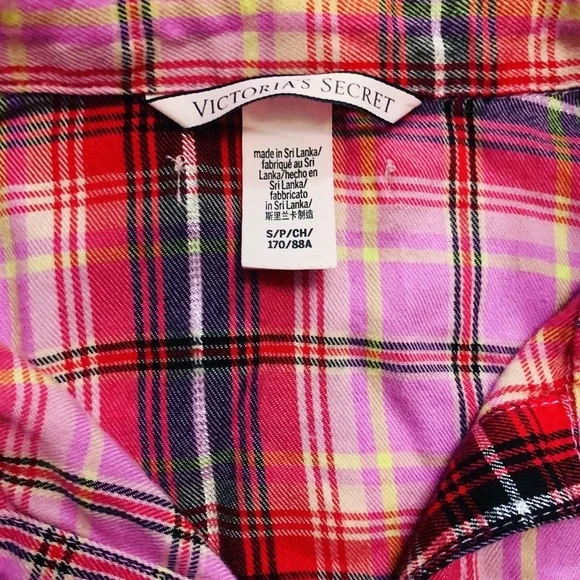 VICTORIA'S SECRET
made in Sri Lanka/
fabriqué au Sri
Lanka/hecho en
Sri Lanka/
fabbricato
in Sri Lanka/
斯里兰卡制造
S/P/CH/
170/88A